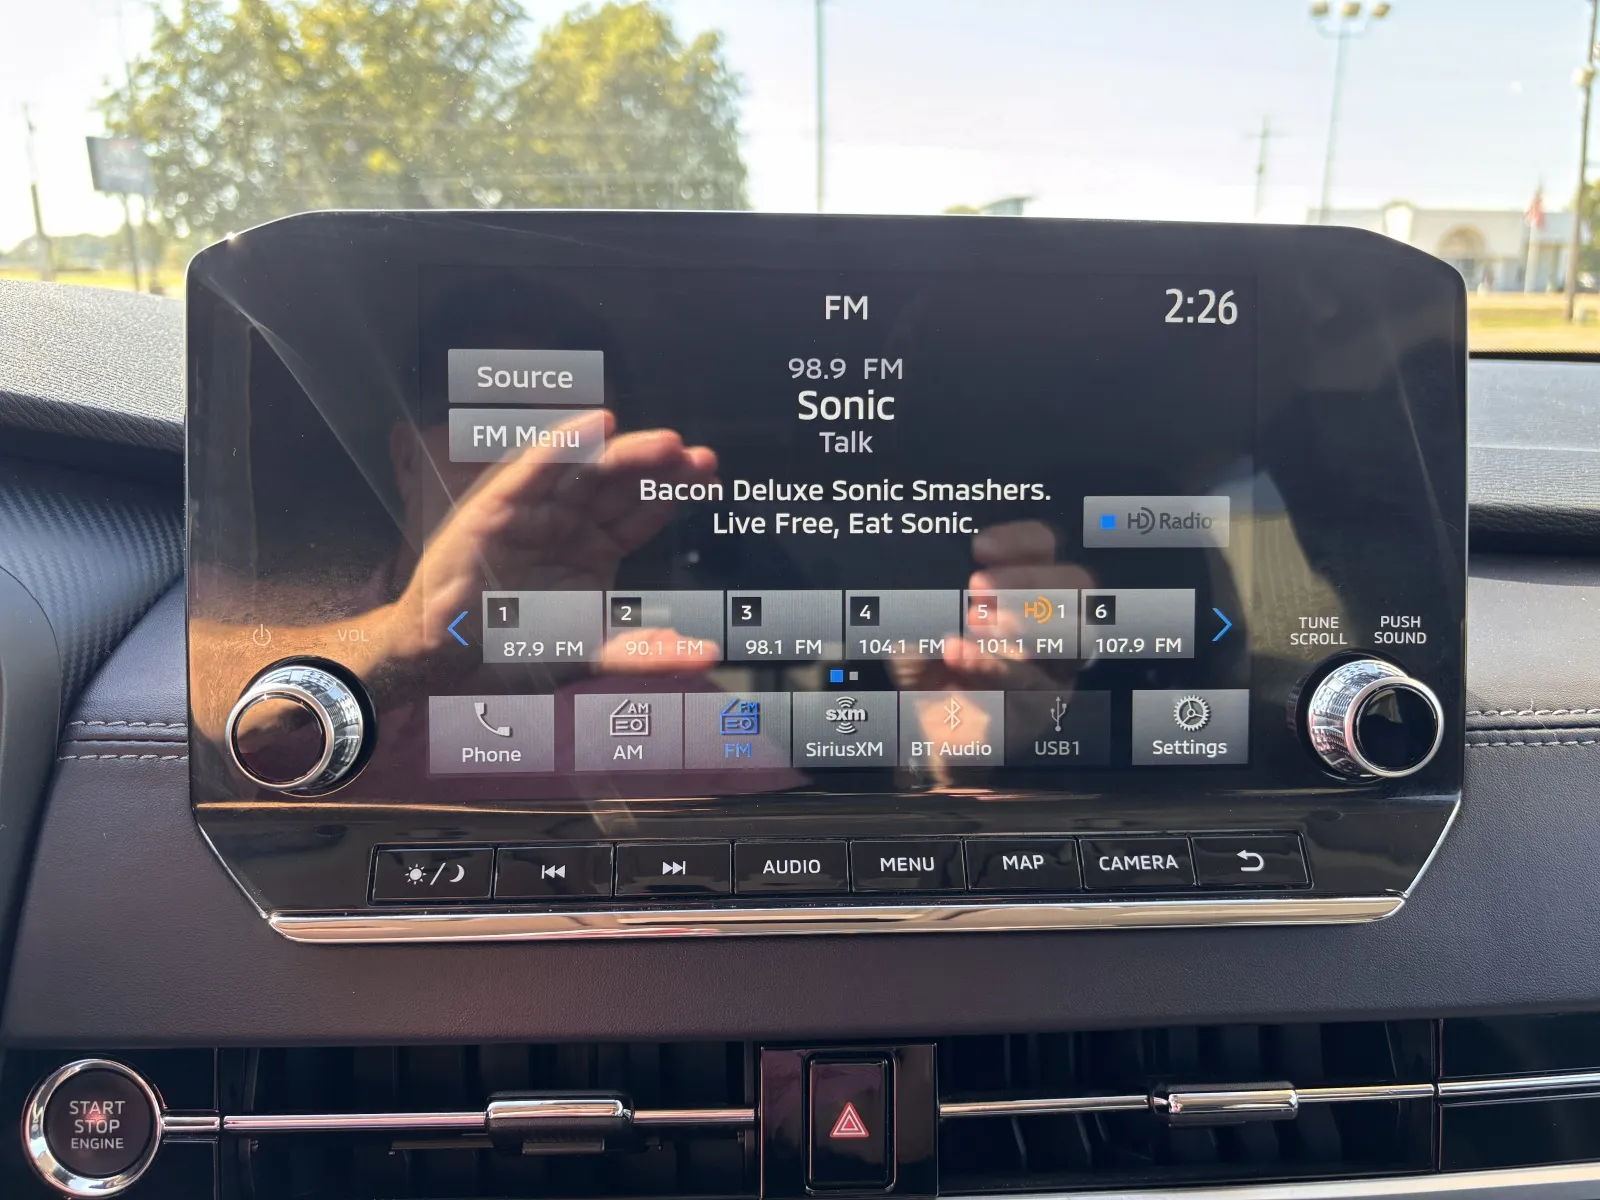 FM
2:26
Source
98.9 FM
Sonic
FM Menu
Talk
Bacon Deluxe Sonic Smashers.
Live Free, Eat Sonic.
HD Radio
1
87.9 FM
2
90.1 FM
3
98.1 FM
4
104.1 FM
5 HD 1
101.1 FM
6
107.9 FM
VOL
TUNE
SCROLL
PUSH
SOUND
Phone
AM
AM
FM
FM
sxm
SiriusXM
BT Audio
USB1
Settings
AUDIO
MENU
MAP
CAMERA
START
STOP
ENGINE